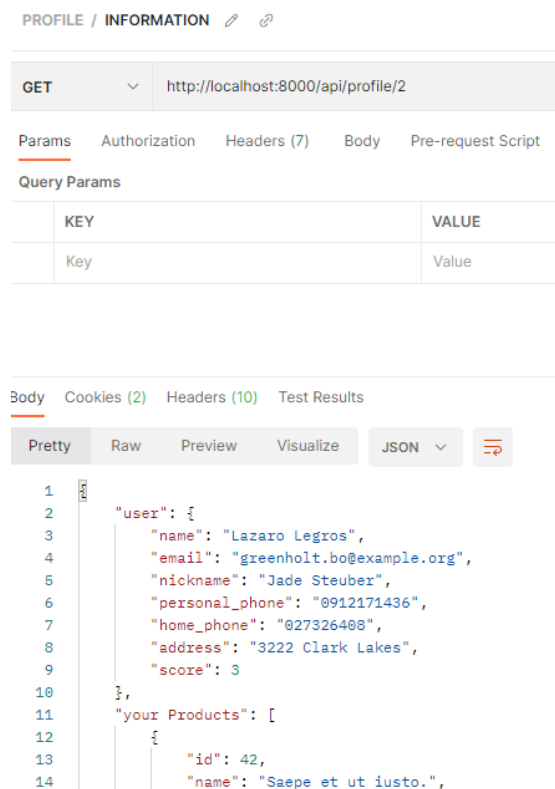 PROFILE / INFORMATION
GET http://localhost:8000/api/profile/2
Params Authorization Headers (7) Body Pre-request Script
Query Params
KEY VALUE
Key Value
Body Cookies (2) Headers (10) Test Results
Pretty Raw Preview Visualize JSON
1 {
2 "user": {
3 "name": "Lazaro Legros",
4 "email": "greenholt.bo@example.org",
5 "nickname": "Jade Steuber",
6 "personal_phone": "0912171436",
7 "home_phone": "027326408",
8 "address": "3222 Clark Lakes",
9 "score": 3
10 },
11 "your Products": [
12 {
13 "id": 42,
14 "name": "Saepe et ut iusto.",